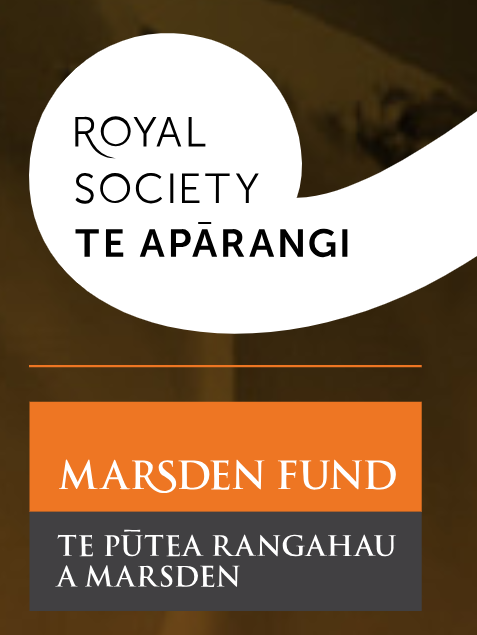 ROYAL
SOCIETY
TE APĀRANGI
MARSDEN FUND
TE PŪTEA RANGAHAU
A MARSDEN